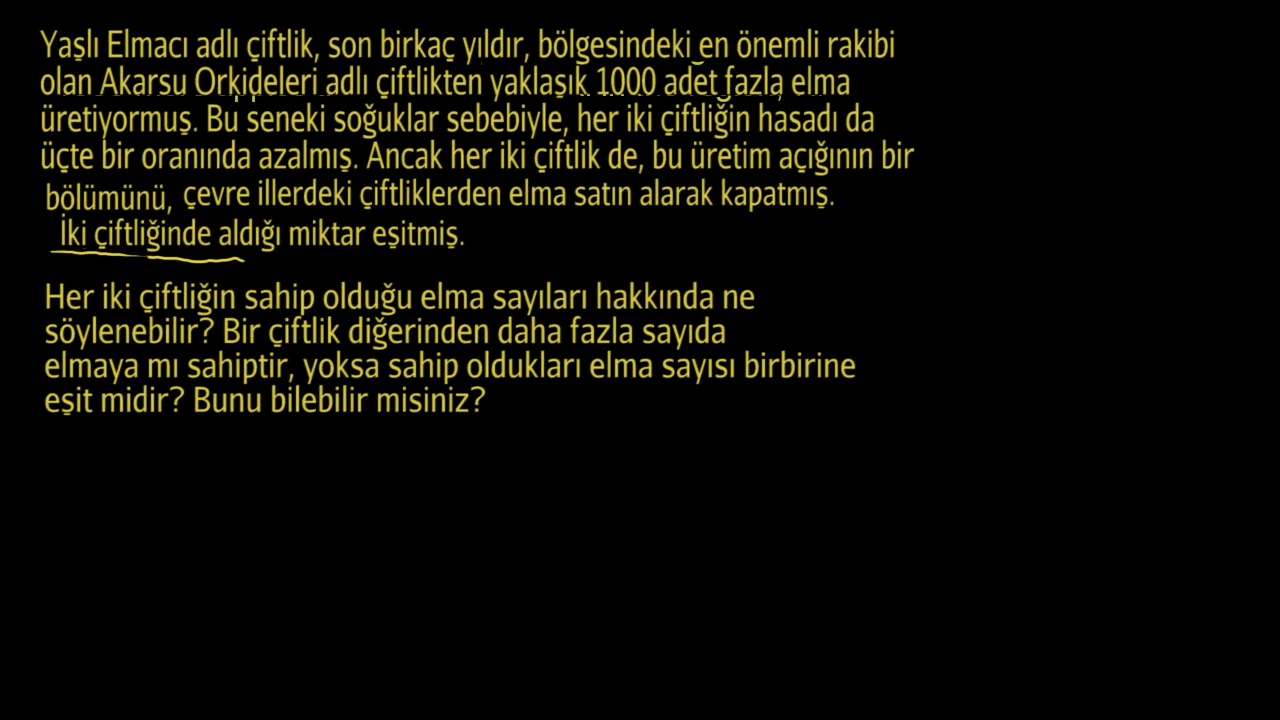 Yaşlı Elmacı adlı çiftlik, son birkaç yıldır, bölgesindeki en önemli rakibi
olan Akarsu Orkideleri adlı çiftlikten yaklaşık 1000 adet fazla elma
üretiyormuş. Bu seneki soğuklar sebebiyle, her iki çiftliğin hasadı da
üçte bir oranında azalmış. Ancak her iki çiftlik de, bu üretim açığının bir
bölümünü, çevre illerdeki çiftliklerden elma satın alarak kapatmış.
İki çiftliğinde aldığı miktar eşitmiş.
Her iki çiftliğin sahip olduğu elma sayıları hakkında ne
söylenebilir? Bir çiftlik diğerinden daha fazla sayıda
elmaya mı sahiptir, yoksa sahip oldukları elma sayısı birbirine
eşit midir? Bunu bilebilir misiniz?